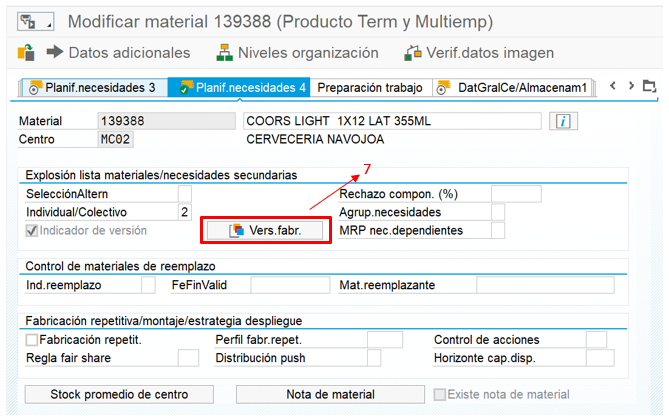 Modificar material 139388 (Producto Term y Multiemp)
Datos adicionales Niveles organización Verif.datos imagen
Planif.necesidades 3 Planif.necesidades 4 Preparación trabajo DatGralCe/Almacenam1
Material 139388 COORS LIGHT 1X12 LAT 355ML
Centro MC02 CERVECERIA NAVOJOA
7
Explosión lista materiales/necesidades secundarias
SelecciónAltern Rechazo compon. (%)
Individual/Colectivo 2 Agrup.necesidades
Indicador de versión Vers.fabr. MRP nec.dependientes
Control de materiales de reemplazo
Ind.reemplazo FeFinValid Mat.reemplazante
Fabricación repetitiva/montaje/estrategia despliegue
Fabricación repetit. Perfil fabr.repet. Control de acciones
Regla fair share Distribución push Horizonte cap.disp.
Stock promedio de centro Nota de material Existe nota de material